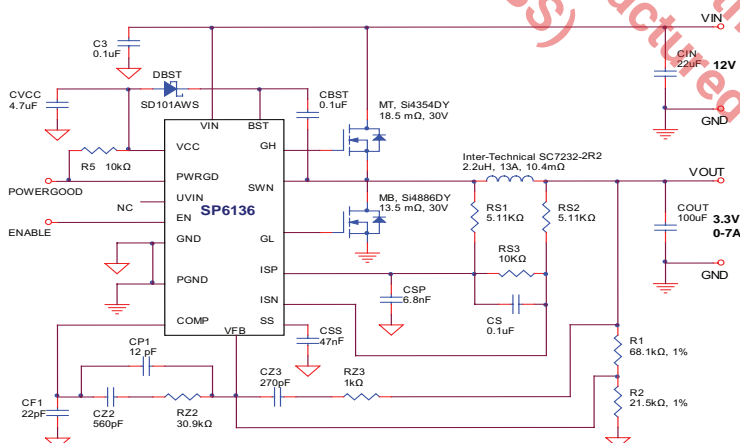 VIN
C3
0.1uF
CIN
22uF
12V
GND
DBST
SD101AWS
CVCC
4.7uF
CBST
0.1uF
MT, Si4354DY
18.5 mΩ, 30V
R5 10kΩ
POWERGOOD
NC
ENABLE
VIN
BST
VCC
GH
PWRGD
SWN
UVIN
SP6136
EN
GL
GND
ISP
PGND
ISN
COMP
SS
VFB
Inter-Technical SC7232-2R2
2.2uH, 13A, 10.4mΩ
VOUT
MB, Si4886DY
13.5 mΩ, 30V
RS1
5.11KΩ
RS2
5.11KΩ
COUT
100uF
3.3V
0-7A
GND
RS3
10KΩ
CSP
6.8nF
CS
0.1uF
CSS
47nF
CP1
12 pF
CZ3
270pF
RZ3
1kΩ
R1
68.1kΩ, 1%
CF1
22pF
CZ2
560pF
RZ2
30.9kΩ
R2
21.5kΩ, 1%